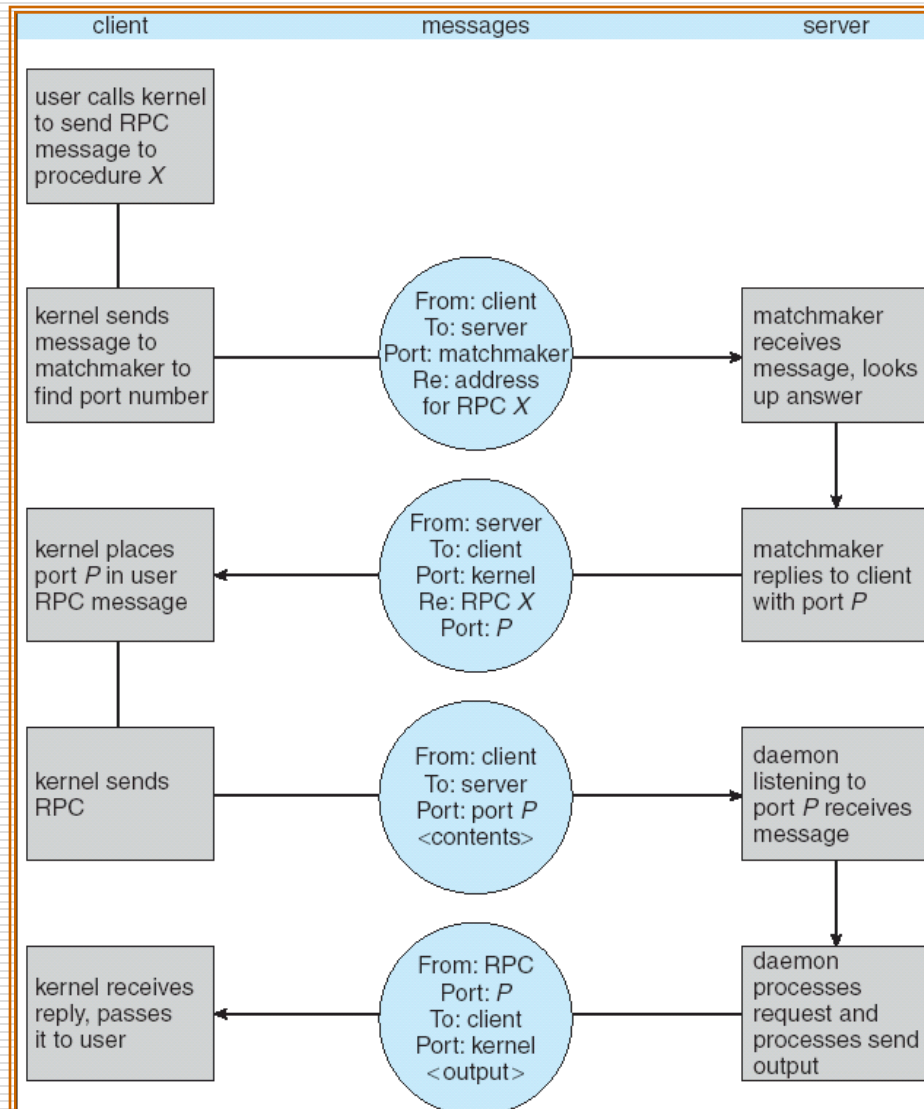 client
messages
server
user calls kernel
to send RPC
message to
procedure X
kernel sends
message to
matchmaker to
find port number
From: client
To: server
Port: matchmaker
Re: address
for RPC X
matchmaker
receives
message, looks
up answer
kernel places
port P in user
RPC message
From: server
To: client
Port: kernel
Re: RPC X
Port: P
matchmaker
replies to client
with port P
kernel sends
RPC
From: client
To: server
Port: port P
<contents>
daemon
listening to
port P receives
message
kernel receives
reply, passes
it to user
From: RPC
Port: P
To: client
Port: kernel
<output>
daemon
processes
request and
processes send
output